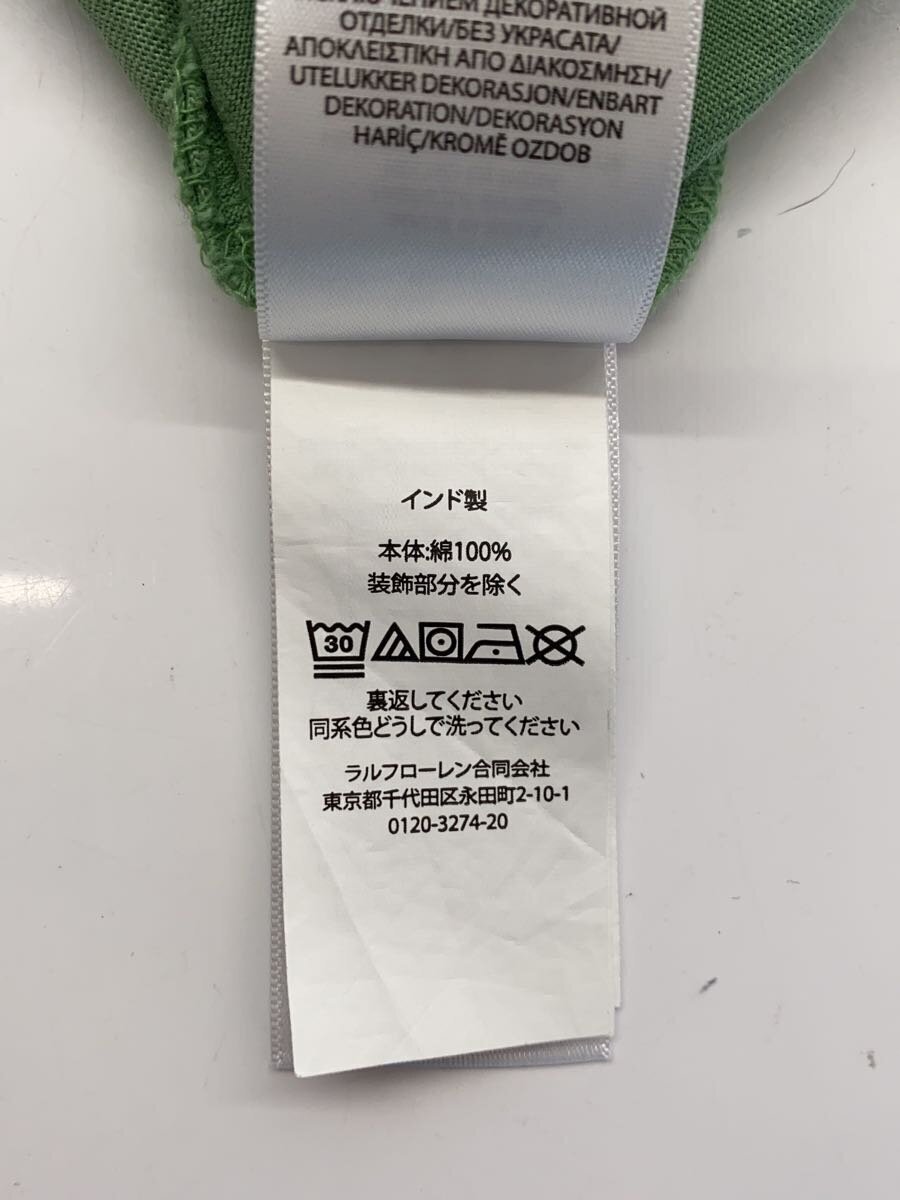 ДЕКОРАТИВНОЙ
ОТДЕЛКИ/БЕЗ УКРАСАТА/
ΑΠΟΚΛΕΙΣΤΙΚΗ ΑΠΟ ΔΙΑΚΟΣΜΗΣΗ/
UTELUKKER DEKORASJON/ENBART
DEKORATION/DEKORASYON
HARİÇ/KROMĚ OZDOB
インド製
本体:綿100%
装飾部分を除く
30
裏返してください
同系色どうしで洗ってください
ラルフローレン合同会社
東京都千代田区永田町2-10-1
0120-3274-20